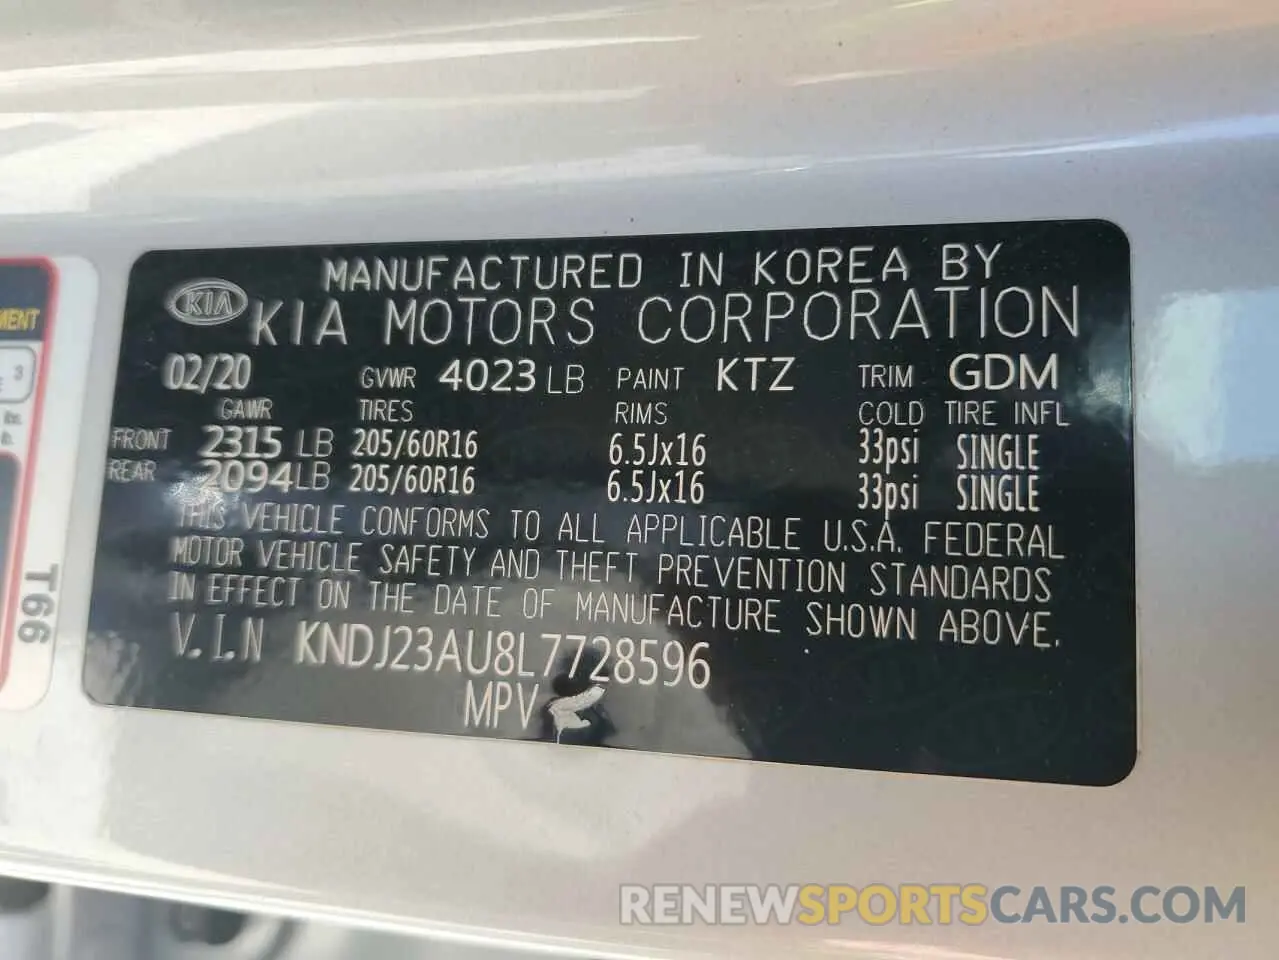 MANUFACTURED IN KOREA BY
KIA KIA MOTORS CORPORATION
02/20 GVWR 4023 LB PAINT KTZ TRIM GDM
GAWR TIRES RIMS COLD TIRE INFL
FRONT 2315 LB 205/60R16 6.5Jx16 33psi SINGLE
REAR 2094 LB 205/60R16 6.5Jx16 33psi SINGLE
THIS VEHICLE CONFORMS TO ALL APPLICABLE U.S.A. FEDERAL
MOTOR VEHICLE SAFETY AND THEFT PREVENTION STANDARDS
IN EFFECT ON THE DATE OF MANUFACTURE SHOWN ABOVE.
V.I.N KNDJ23AU8L7728596
MPV
3
lbs.
T66
RENEWSPORTSCARS.COM